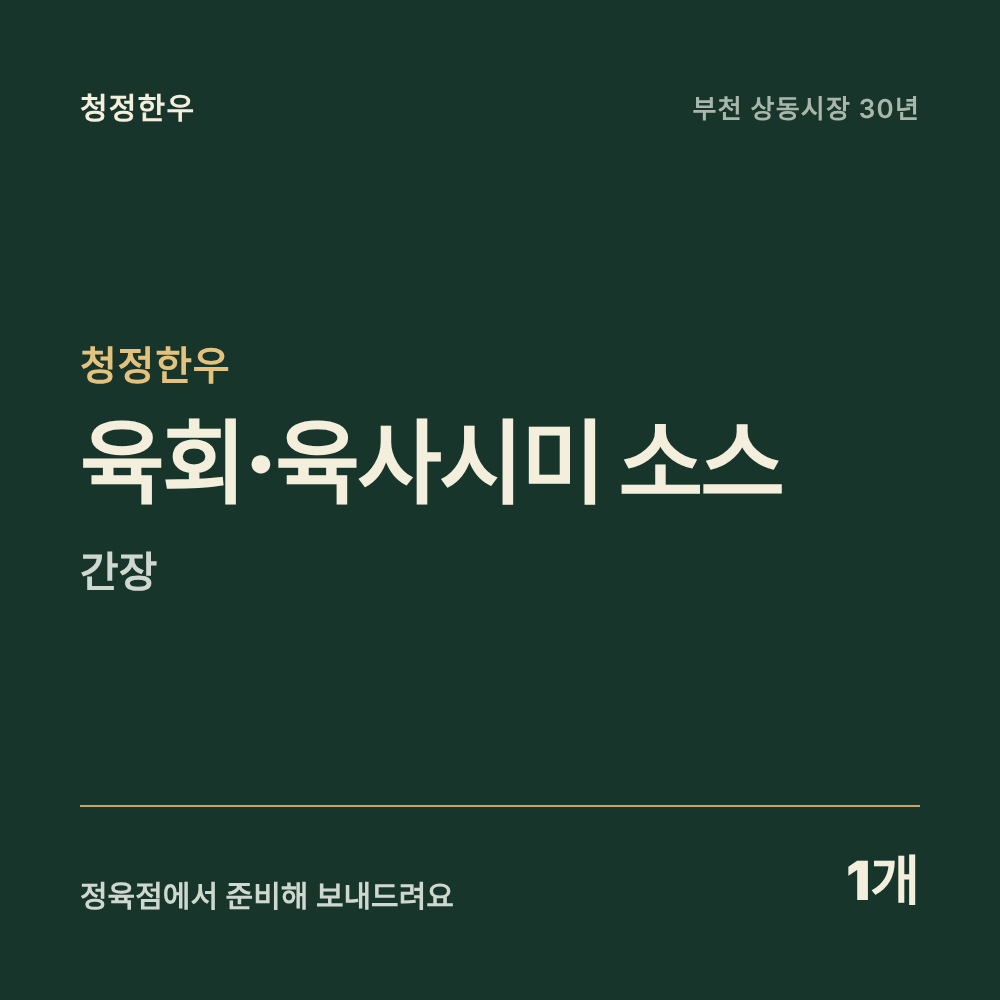 청정한우
부천 상동시장 30년
청정한우
육회·육사시미 소스
간장
정육점에서 준비해 보내드려요
1개